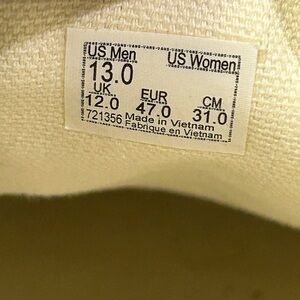 US Men US Women
13.0
UK EUR CM
12.0 47.0 31.0
721356 Made in Vietnam
Fabrique en Vietnam